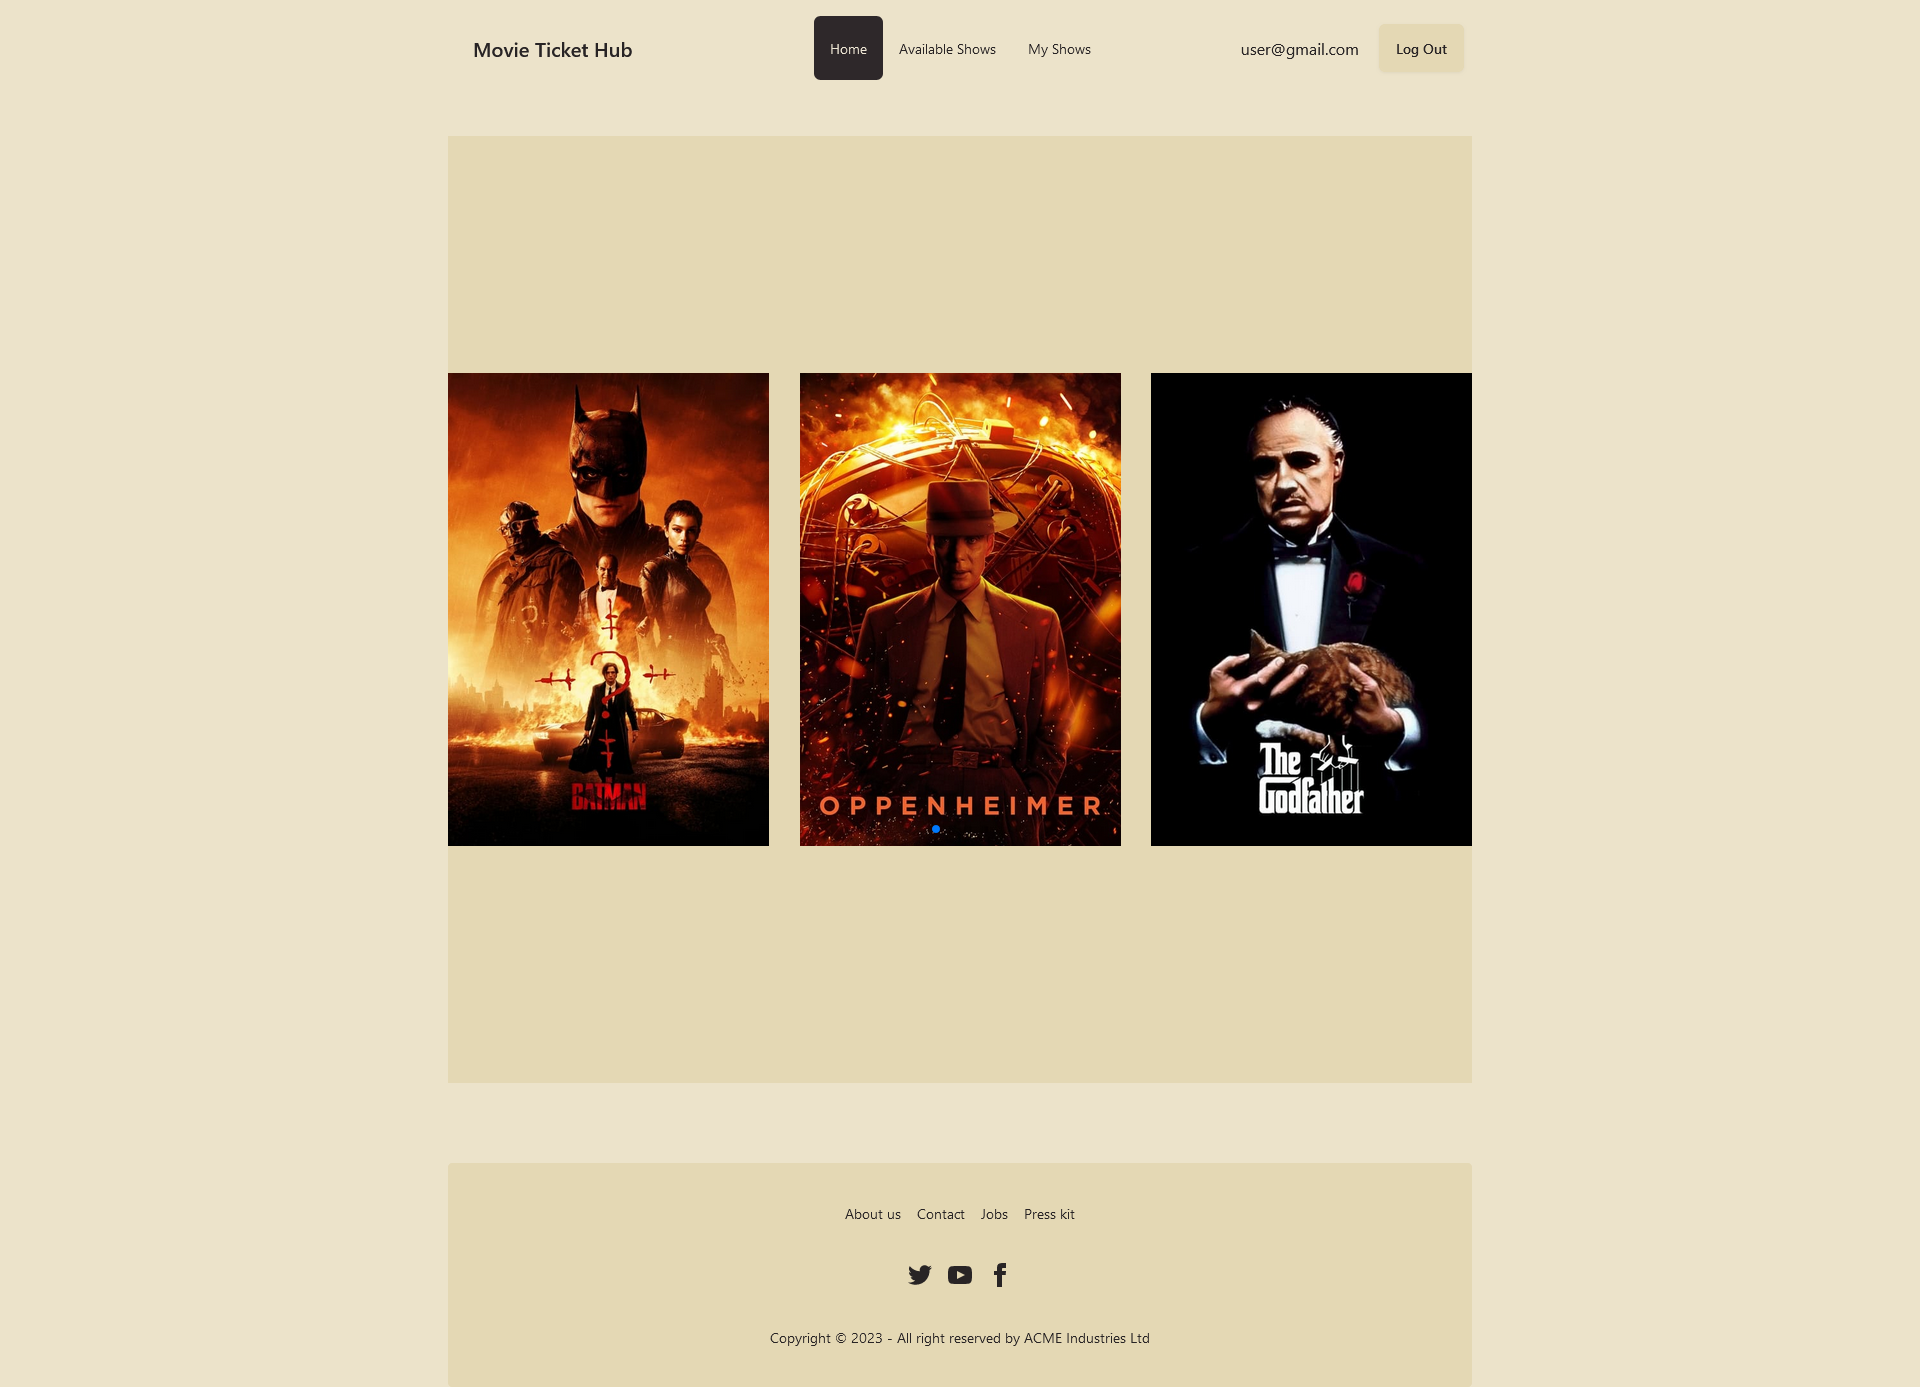 Movie Ticket Hub
Home
Available Shows
My Shows
user@gmail.com
Log Out
BATMAN
OPPENHEIMER
The
Godfather
About us Contact Jobs Press kit
Copyright © 2023 - All right reserved by ACME Industries Ltd